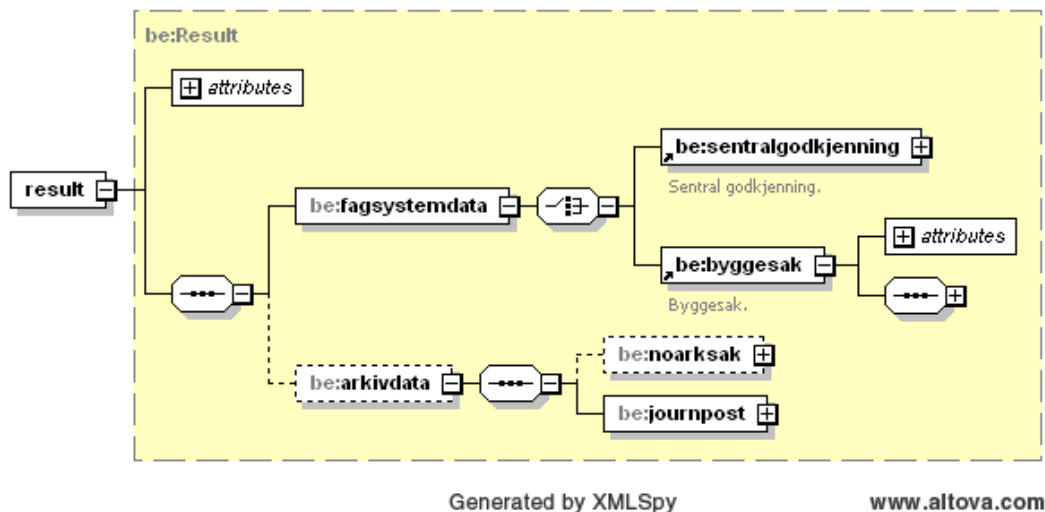 be:Result
attributes
result
be:fagsystemdata
be:sentralgodkjenning
Sentral godkjenning.
be:byggesak
Byggesak.
attributes
be:arkivdata
be:noarksak
be:journpost
Generated by XMLSpy
www.altova.com